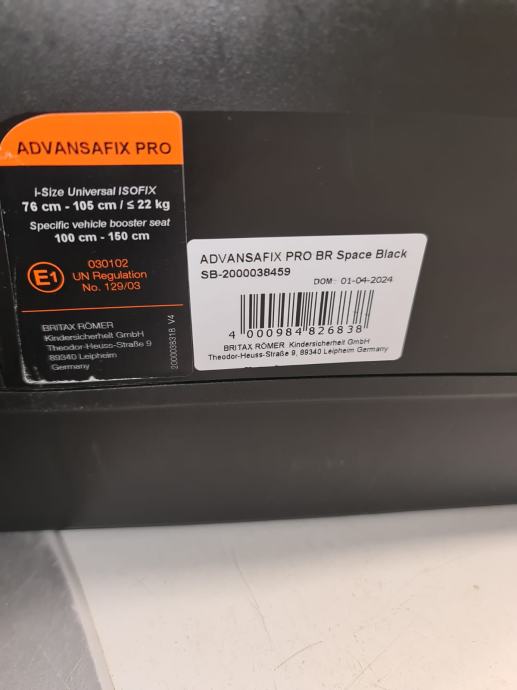 ADVANSAFIX PRO
i-Size Universal ISOFIX
76 cm - 105 cm / ≤ 22 kg
Specific vehicle booster seat
100 cm - 150 cm
E1
030102
UN Regulation
No. 129/03
BRITAX RÖMER
Kindersicherheit GmbH
Theodor-Heuss-Straße 9
89340 Leipheim
Germany
2000038318 V4
ADVANSAFIX PRO BR Space Black
SB-2000038459
DOM: 01-04-2024
4 000984 826838
BRITAX RÖMER Kindersicherheit GmbH
Theodor-Heuss-Straße 9, 89340 Leipheim Germany